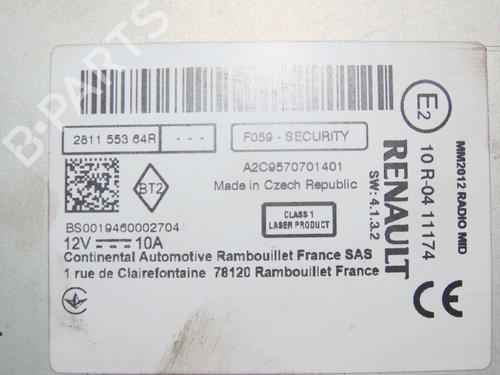 B-PARTS
2811 553 64R - - -
F059 - SECURITY
BT2
A2C9570701401
Made in Czech Republic
CLASS 1
LASER PRODUCT
BS0019460002704
12V 10A
Continental Automotive Rambouillet France SAS
1 rue de Clairefontaine 78120 Rambouillet France
E2
RENAULT
SW: 4.1.3.2
10 R-04 11174
MM2012 RADIO MID
CE